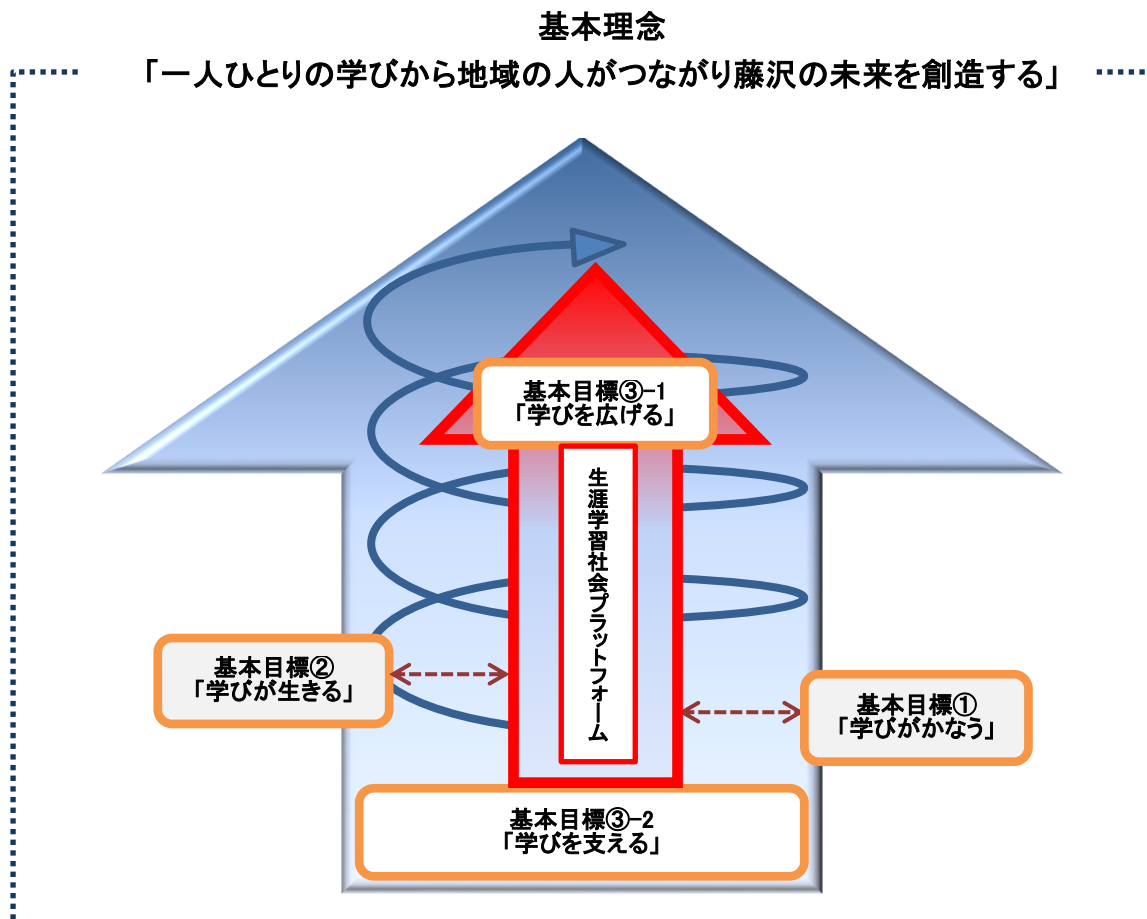 基本理念
「一人ひとりの学びから地域の人がつながり藤沢の未来を創造する」
基本目標③-1
「学びを広げる」
生涯学習社会プラットフォーム
基本目標②
「学びが生きる」
基本目標①
「学びがかなう」
基本目標③-2
「学びを支える」